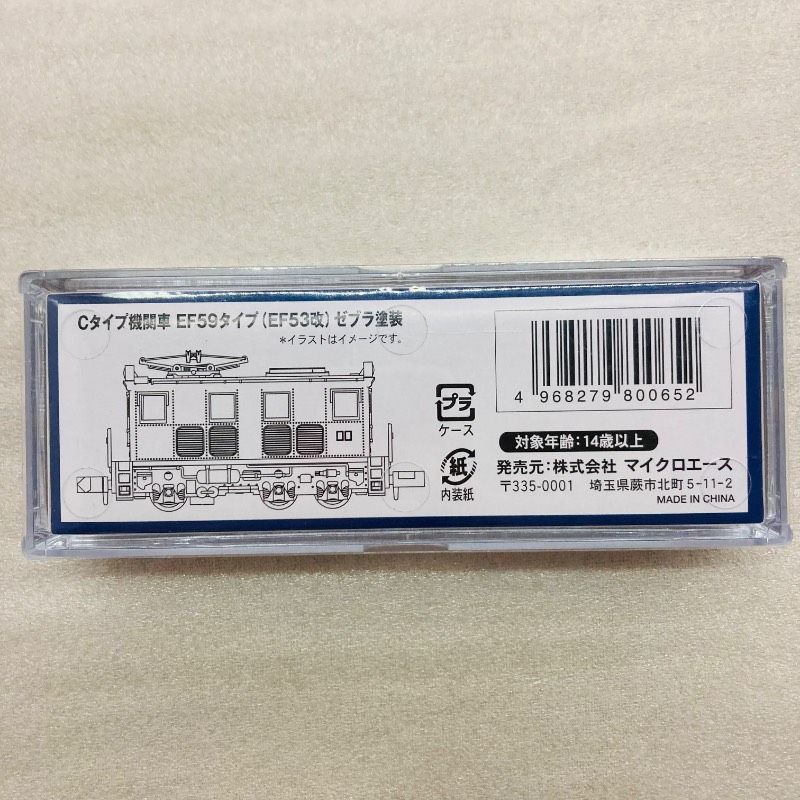 Cタイプ機関車 EF59タイプ(EF53改)ゼブラ塗装
*イラストはイメージです。
プラ
ケース
紙
内装紙
4 968279 800652
対象年齢:14歳以上
発売元:株式会社 マイクロエース
〒335-0001 埼玉県蕨市北町5-11-2
MADE IN CHINA